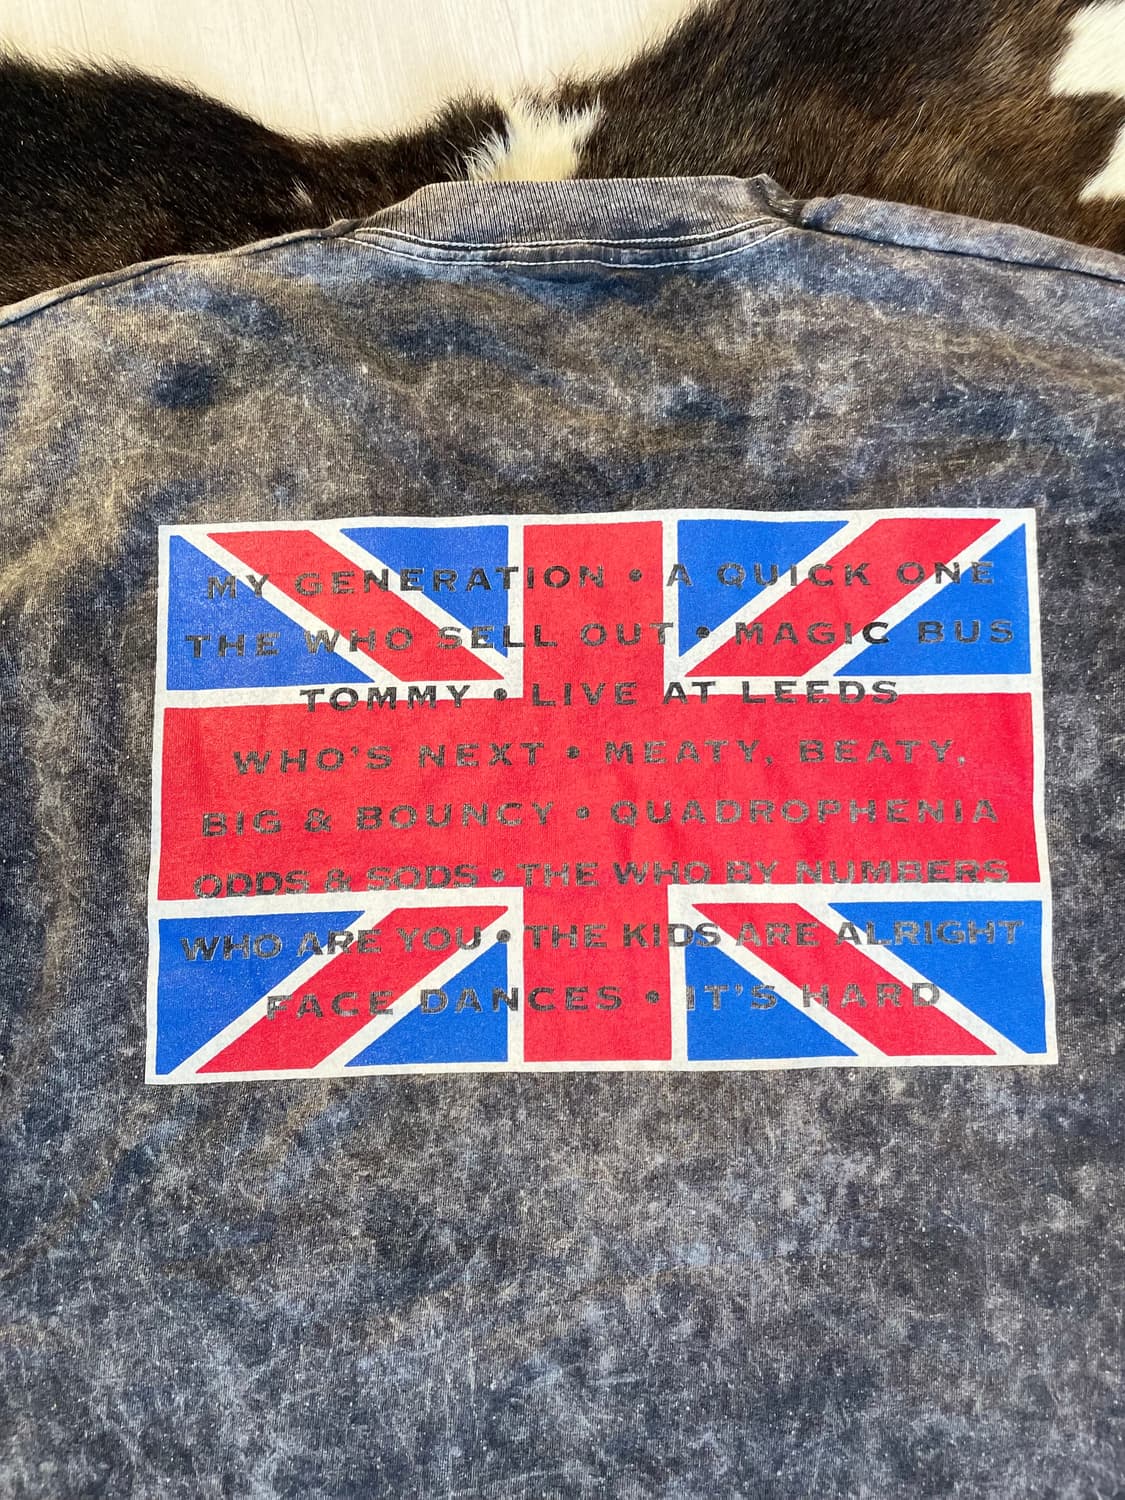 MY GENERATION • A QUICK ONE
THE WHO SELL OUT • MAGIC BUS
TOMMY • LIVE AT LEEDS
WHO'S NEXT • MEATY, BEATY,
BIG & BOUNCY • QUADROPHENIA
ODDS & SODS • THE WHO BY NUMBERS
WHO ARE YOU • THE KIDS ARE ALRIGHT
FACE DANCES • IT'S HARD